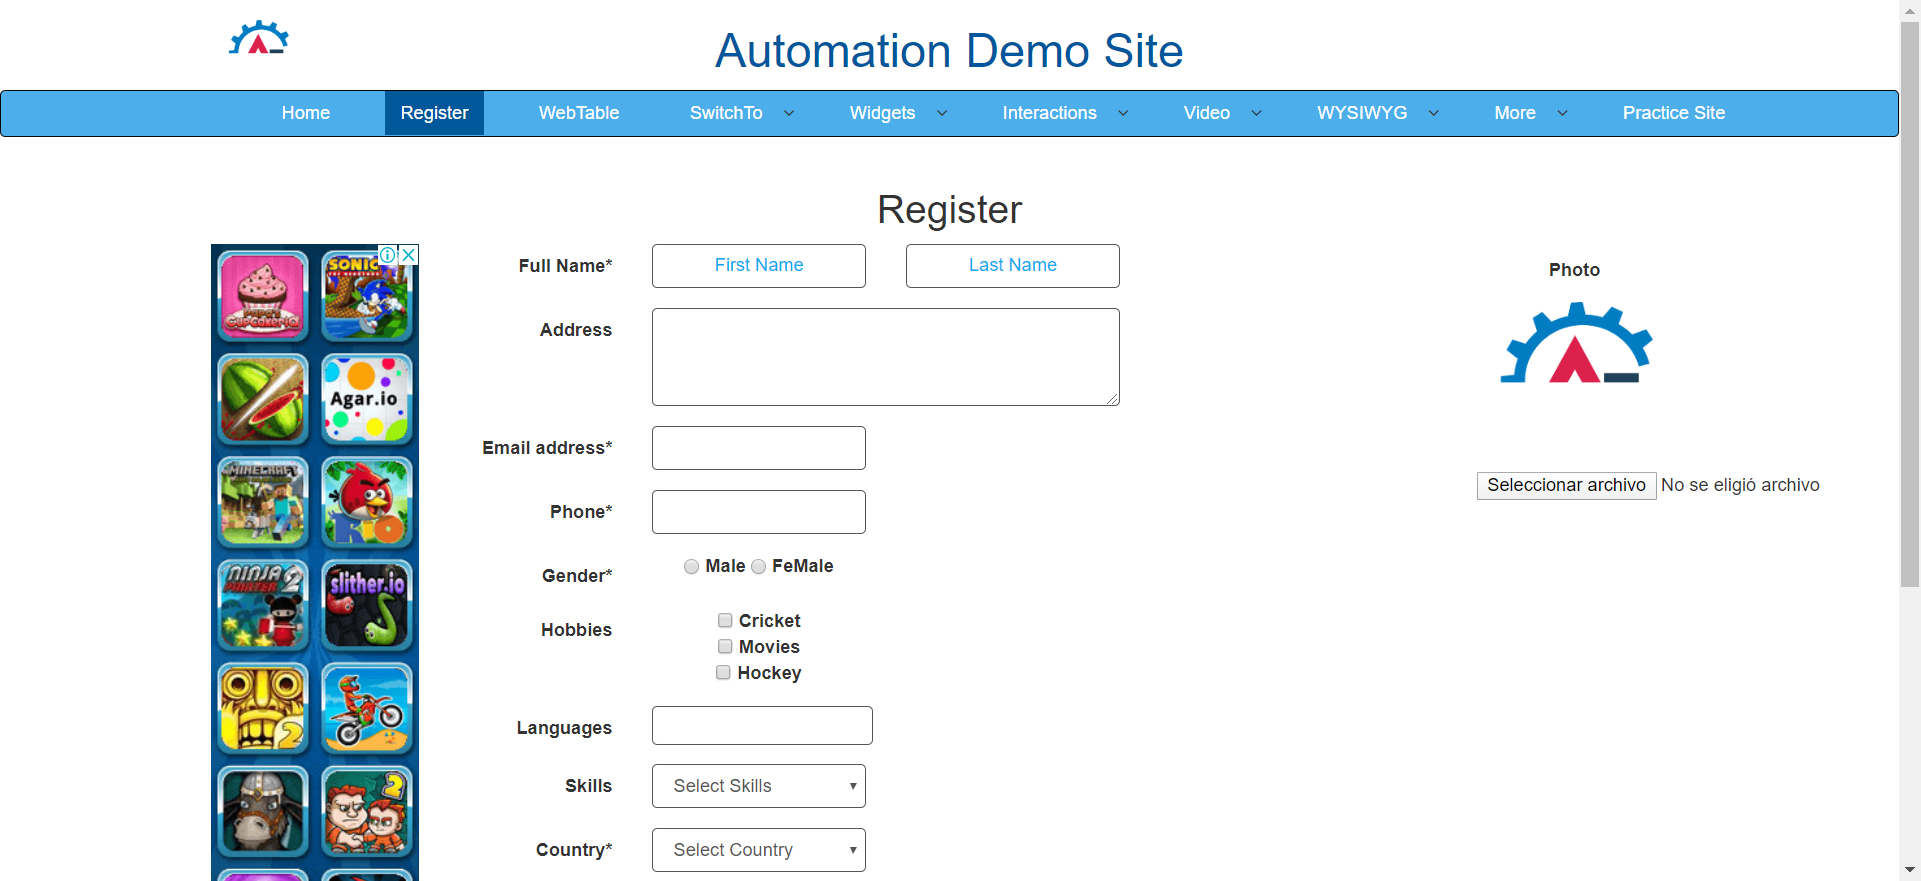 Automation Demo Site
Home Register WebTable SwitchTo Widgets Interactions Video WYSIWYG More Practice Site
Register
Full Name* First Name Last Name
Photo
Address
Email address*
Seleccionar archivo No se eligió archivo
Phone*
Gender* Male FeMale
Hobbies
Cricket
Movies
Hockey
Languages
Skills Select Skills
Country* Select Country
SONIC
PAPA'S
Cupcakeria
Agar.io
MINECRAFT
RIO
NINJA
PAINTER 2
slither.io
2
2